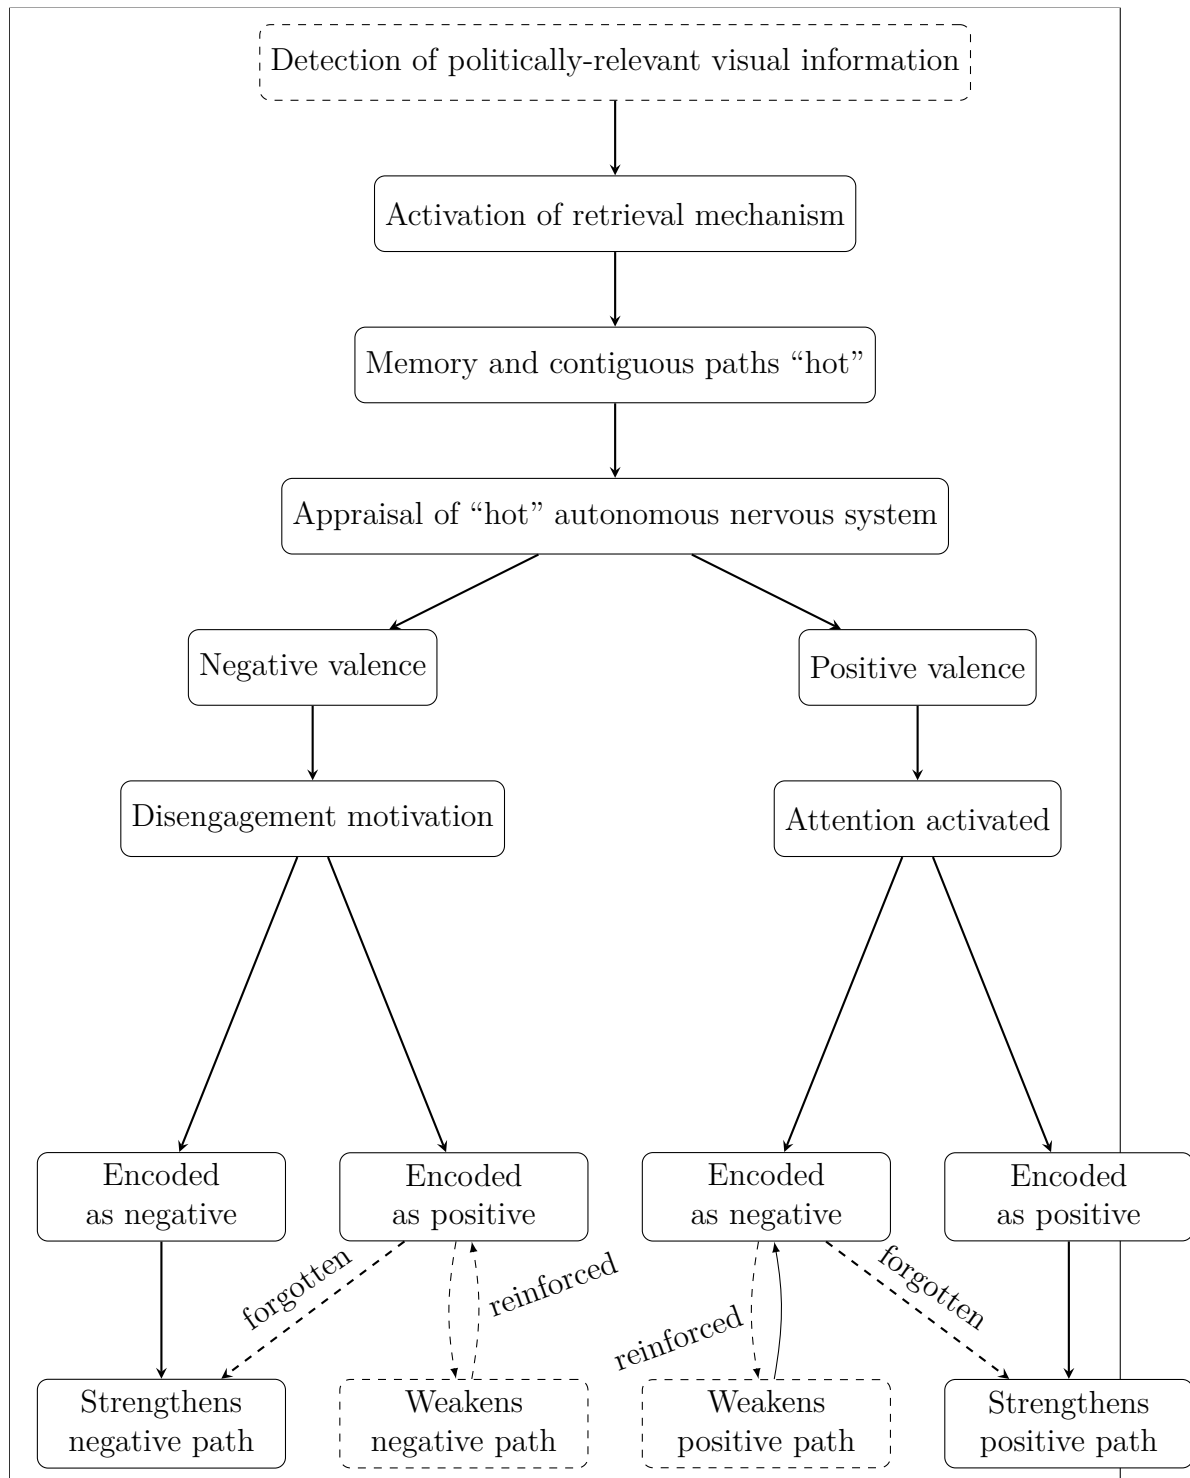 Detection of politically-relevant visual information
Activation of retrieval mechanism
Memory and contiguous paths “hot”
Appraisal of “hot” autonomous nervous system
Negative valence
Positive valence
Disengagement motivation
Attention activated
Encoded
as negative
Encoded
as positive
Encoded
as negative
Encoded
as positive
forgotten
reinforced
reinforced
forgotten
Strengthens
negative path
Weakens
negative path
Weakens
positive path
Strengthens
positive path